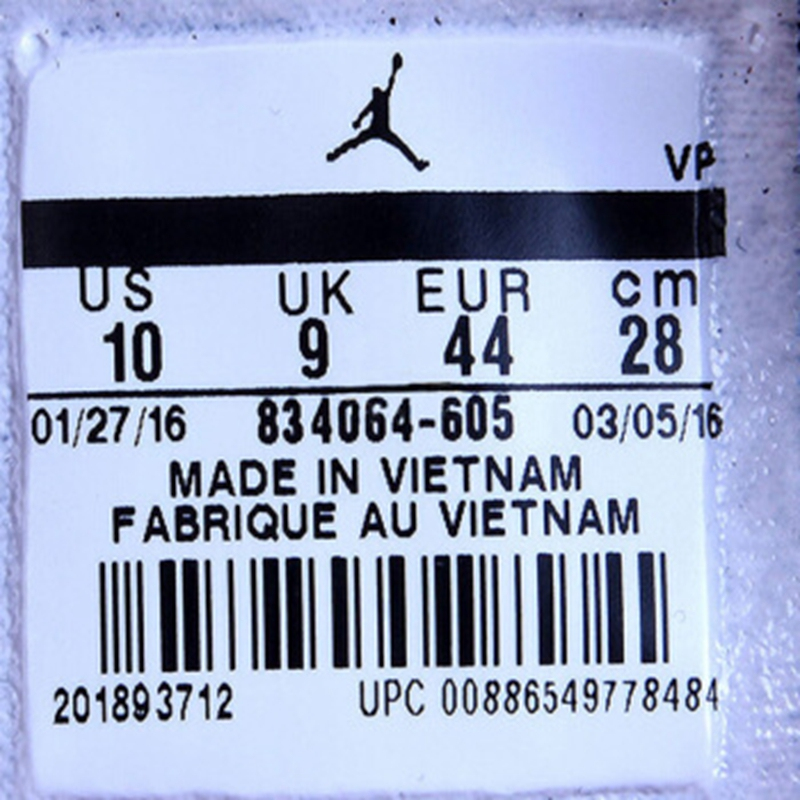 VP
US UK EUR cm
10 9 44 28
01/27/16 834064-605 03/05/16
MADE IN VIETNAM
FABRIQUE AU VIETNAM
201893712 UPC 00886549778484